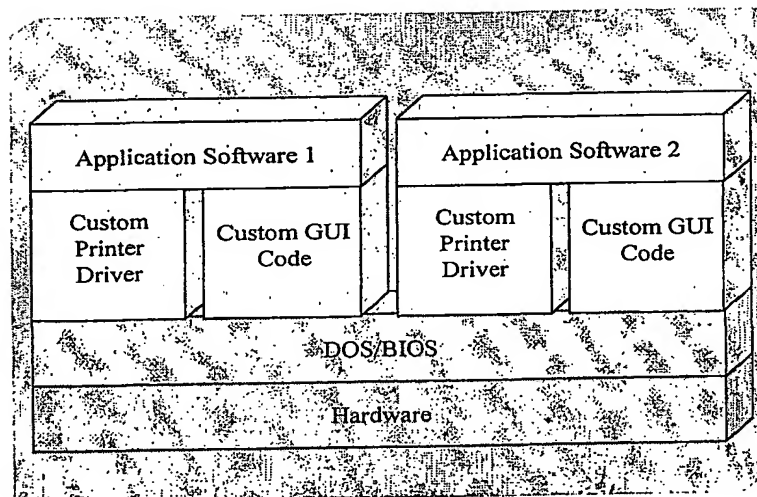 Application Software 1
Application Software 2
Custom
Printer
Driver
Custom GUI
Code
Custom
Printer
Driver
Custom GUI
Code
DOS/BIOS
Hardware